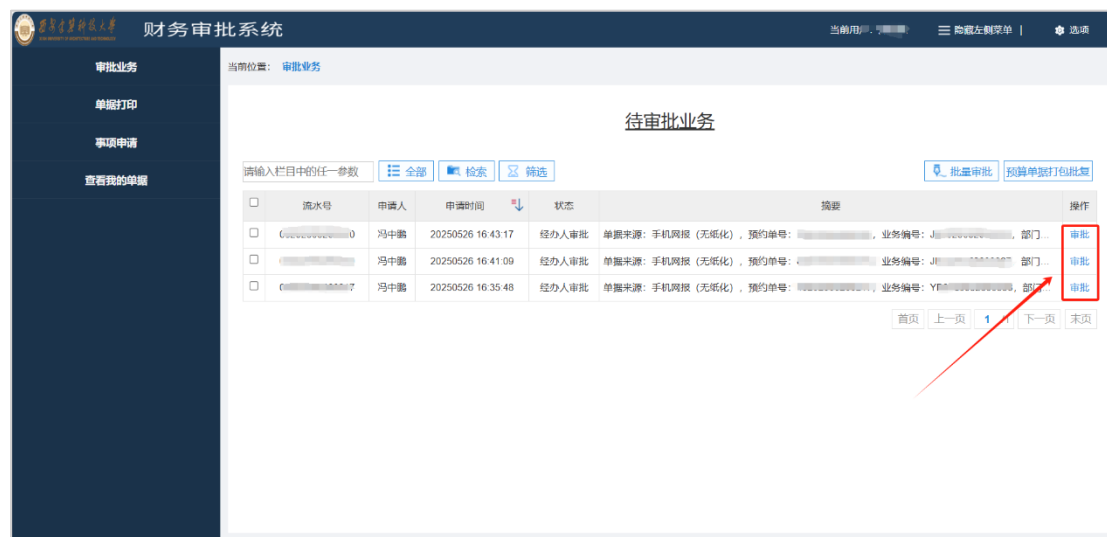 西安建筑科技大学 财务审批系统 当前用 隐藏左侧菜单 | 选项
审批业务
单据打印
事项申请
查看我的单据
当前位置： 审批业务
待审批业务
请输入栏目中的任一参数 全部 检索 筛选 批量审批 预算单据打包批复
流水号 申请人 申请时间 状态 摘要 操作
冯中鹏 20250526 16:43:17 经办人审批 单据来源：手机网报（无纸化），预约单号： ，业务编号： ，部门... 审批
冯中鹏 20250526 16:41:09 经办人审批 单据来源：手机网报（无纸化），预约单号： 业务编号： 部门... 审批
冯中鹏 20250526 16:35:48 经办人审批 单据来源：手机网报（无纸化），预约单号： ，业务编号： ，部门... 审批
首页 上一页 1 下一页 末页